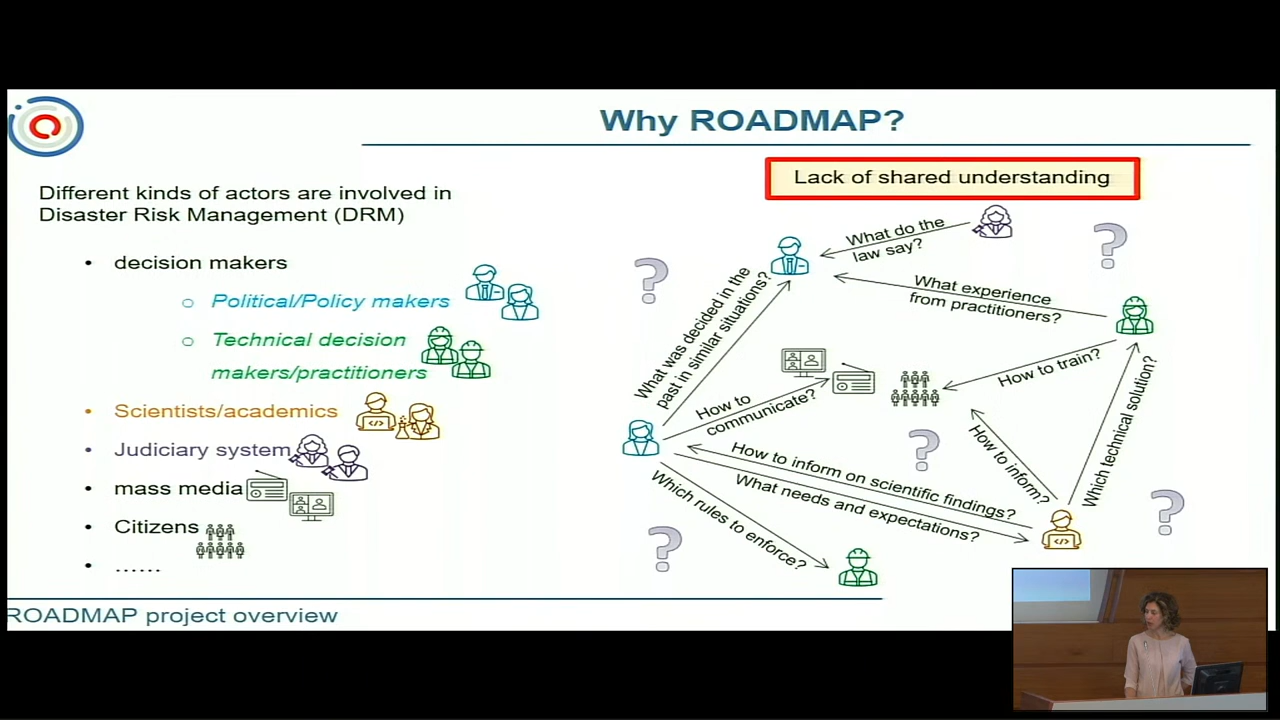 Why ROADMAP?
Different kinds of actors are involved in
Disaster Risk Management (DRM)
• decision makers
o Political/Policy makers
o Technical decision
makers/practitioners
• Scientists/academics
• Judiciary system
• mass media
• Citizens
• ......
Lack of shared understanding
What do the
law say?
What experience
from practitioners?
What was decided in the
past in similar situations?
How to
communicate?
How to train?
How to inform?
Which technical solution?
How to inform on scientific findings?
What needs and expectations?
Which rules to enforce?
?
?
?
?
?
ROADMAP project overview